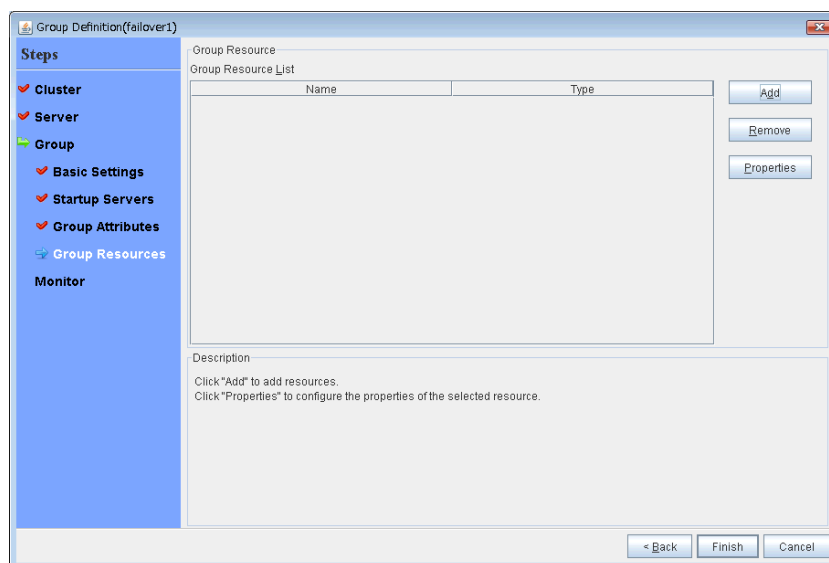 Group Definition(failover1)
Steps
Cluster
Server
Group
Basic Settings
Startup Servers
Group Attributes
Group Resources
Monitor
Group Resource
Group Resource List
Name Type
Add
Remove
Properties
Description
Click "Add" to add resources.
Click "Properties" to configure the properties of the selected resource.
< Back Finish Cancel